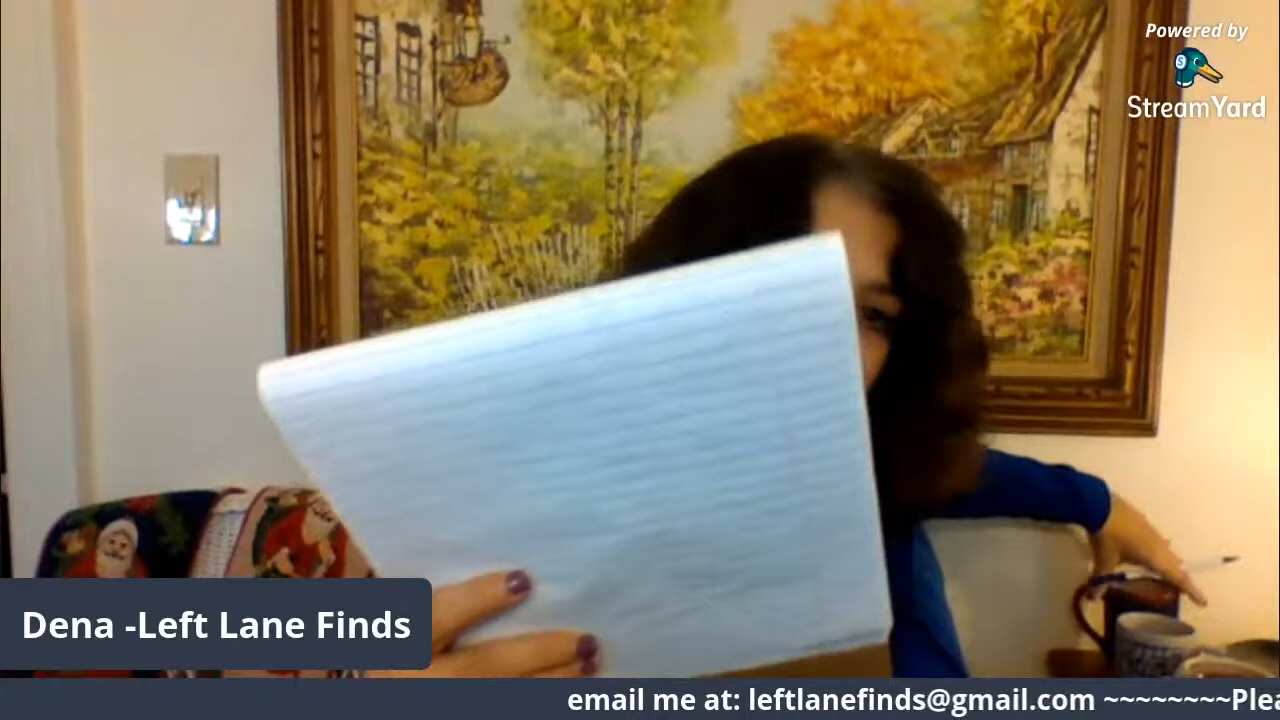 Powered by
StreamYard
Dena -Left Lane Finds
email me at: leftlanefinds@gmail.com ~~~~~~~~Plea